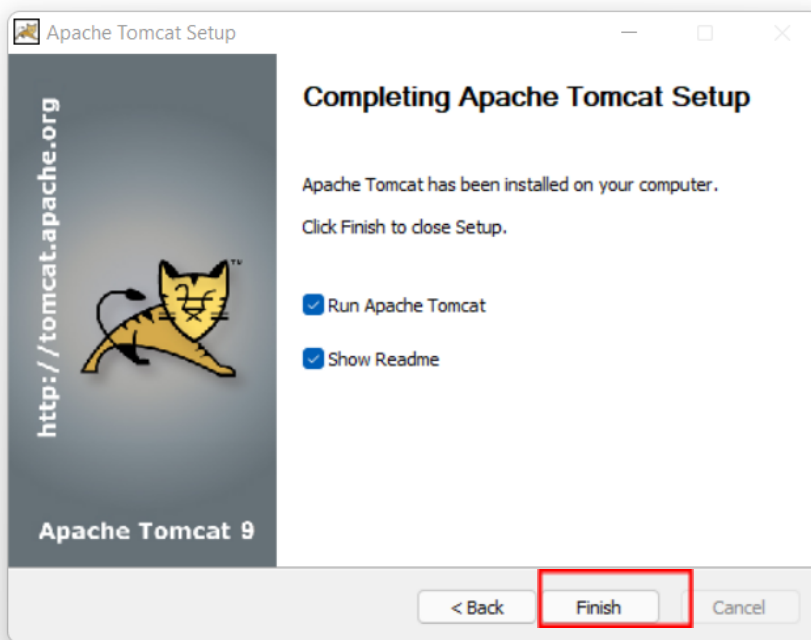 Apache Tomcat Setup
http://tomcat.apache.org
Apache Tomcat 9
Completing Apache Tomcat Setup
Apache Tomcat has been installed on your computer.
Click Finish to close Setup.
Run Apache Tomcat
Show Readme
< Back Finish Cancel
TM